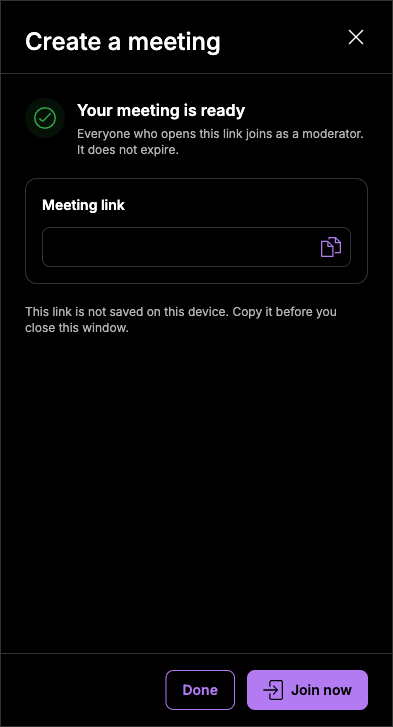 Create a meeting
Your meeting is ready
Everyone who opens this link joins as a moderator.
It does not expire.
Meeting link
This link is not saved on this device. Copy it before you
close this window.
Done
Join now